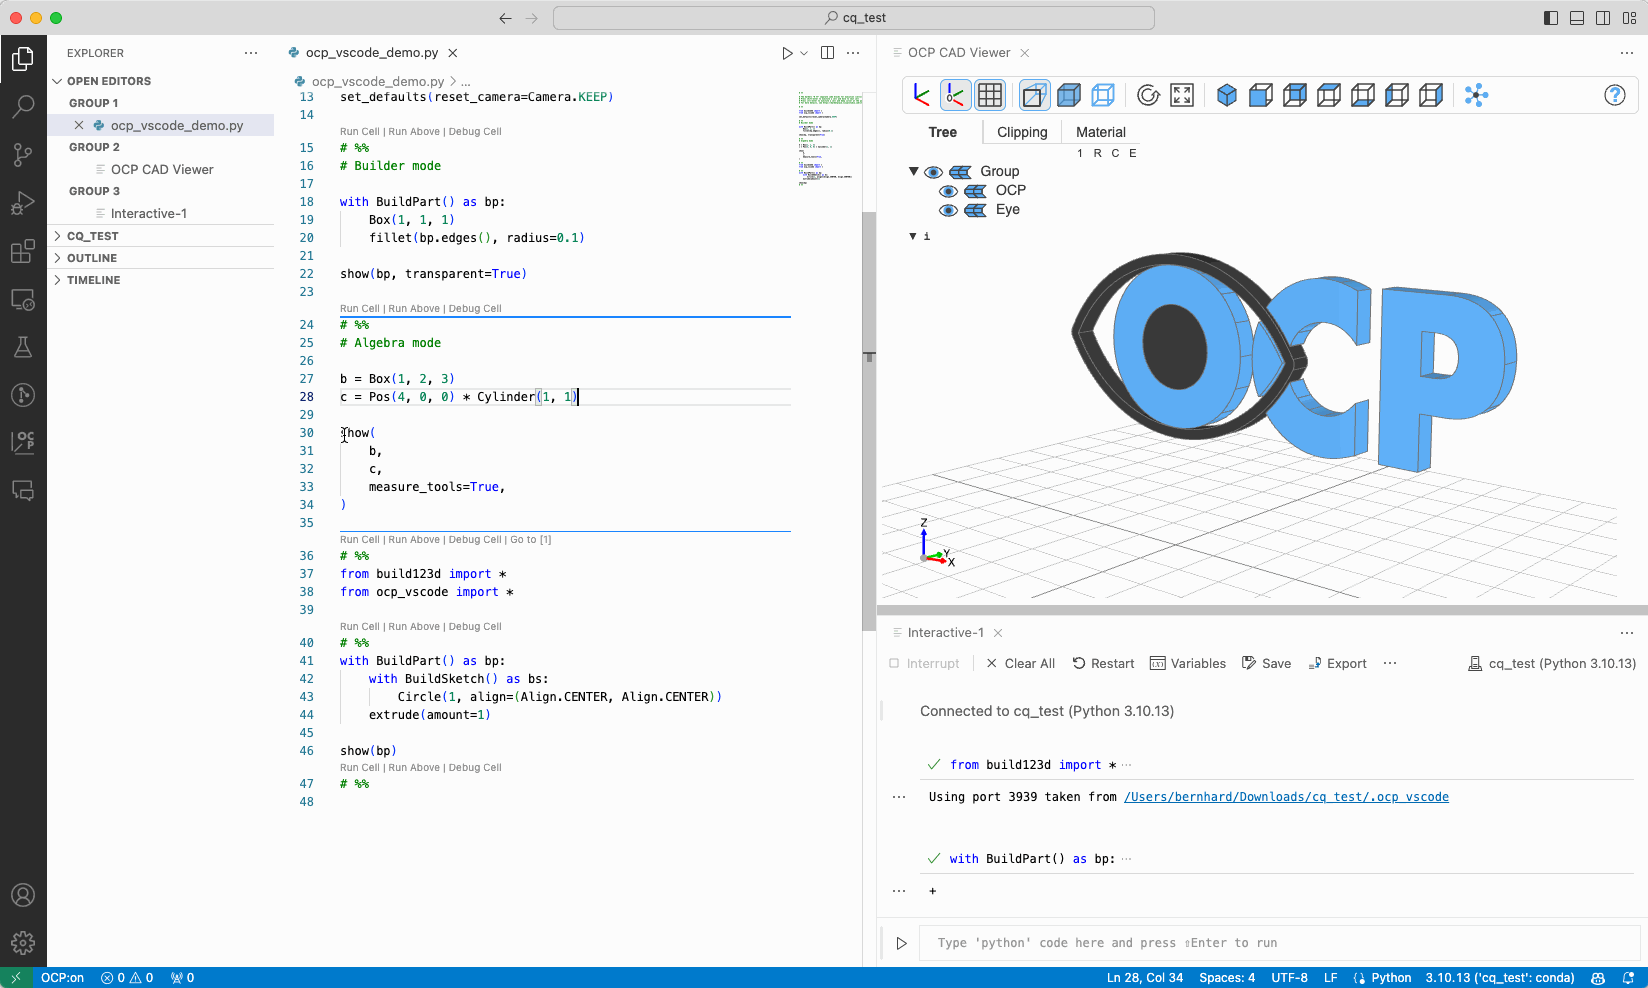 cq_test
EXPLORER
OPEN EDITORS
GROUP 1
ocp_vscode_demo.py
GROUP 2
OCP CAD Viewer
GROUP 3
Interactive-1
CQ_TEST
OUTLINE
TIMELINE
ocp_vscode_demo.py
ocp_vscode_demo.py > ...
13 set_defaults(reset_camera=Camera.KEEP)
14
Run Cell | Run Above | Debug Cell
15 # %%
16 # Builder mode
17
18 with BuildPart() as bp:
19 Box(1, 1, 1)
20 fillet(bp.edges(), radius=0.1)
21
22 show(bp, transparent=True)
23
Run Cell | Run Above | Debug Cell
24 # %%
25 # Algebra mode
26
27 b = Box(1, 2, 3)
28 c = Pos(4, 0, 0) * Cylinder(1, 1)
29
30 show(
31 b,
32 c,
33 measure_tools=True,
34 )
35
Run Cell | Run Above | Debug Cell | Go to [1]
36 # %%
37 from build123d import *
38 from ocp_vscode import *
39
Run Cell | Run Above | Debug Cell
40 # %%
41 with BuildPart() as bp:
42 with BuildSketch() as bs:
43 Circle(1, align=(Align.CENTER, Align.CENTER))
44 extrude(amount=1)
45
46 show(bp)
Run Cell | Run Above | Debug Cell
47 # %%
48
OCP CAD Viewer
Tree Clipping Material
1 R C E
Group
OCP
Eye
i
OCP
Z
Y
X
Interactive-1
Interrupt Clear All Restart Variables Save Export ... cq_test (Python 3.10.13)
Connected to cq_test (Python 3.10.13)
from build123d import * ...
Using port 3939 taken from /Users/bernhard/Downloads/cq_test/.ocp_vscode
with BuildPart() as bp: ...
+
Type 'python' code here and press ⇧Enter to run
OCP:on 0 0 0 Ln 28, Col 34 Spaces: 4 UTF-8 LF Python 3.10.13 ('cq_test': conda)